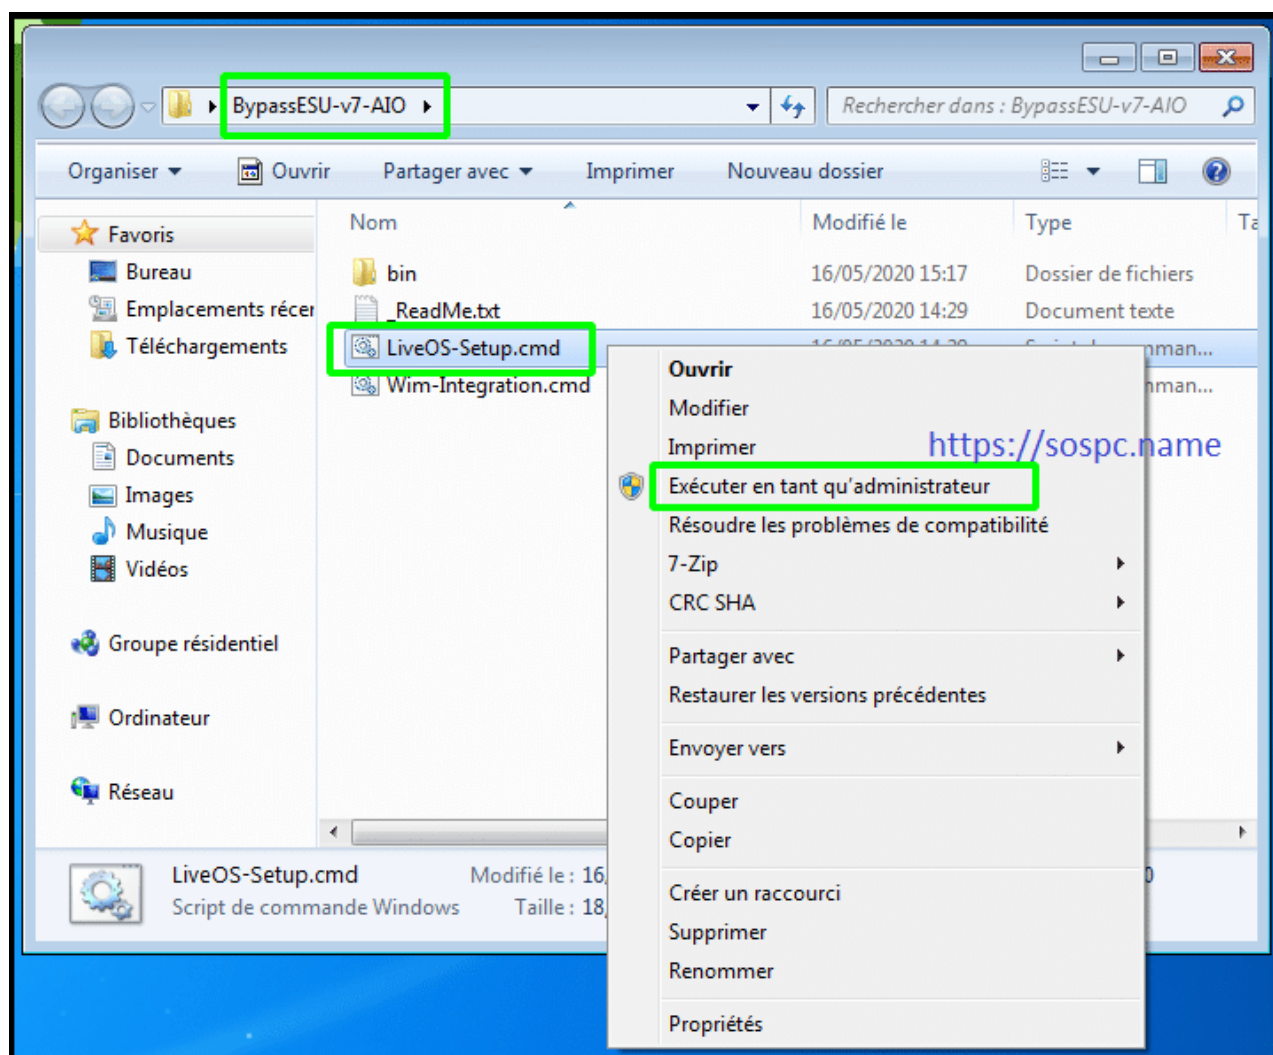 BypassESU-v7-AIO
Rechercher dans : BypassESU-v7-AIO
Organiser
Ouvrir
Partager avec
Imprimer
Nouveau dossier
Nom
Modifié le
Type
Favoris
Bureau
Emplacements récer
Téléchargements
Bibliothèques
Documents
Images
Musique
Vidéos
Groupe résidentiel
Ordinateur
Réseau
bin
16/05/2020 15:17
Dossier de fichiers
_ReadMe.txt
16/05/2020 14:29
Document texte
LiveOS-Setup.cmd
Wim-Integration.cmd
Ouvrir
Modifier
Imprimer
https://sospc.name
Exécuter en tant qu'administrateur
Résoudre les problèmes de compatibilité
7-Zip
CRC SHA
Partager avec
Restaurer les versions précédentes
Envoyer vers
Couper
Copier
Créer un raccourci
Supprimer
Renommer
Propriétés
LiveOS-Setup.cmd
Modifié le : 16,
Script de commande Windows
Taille : 18,